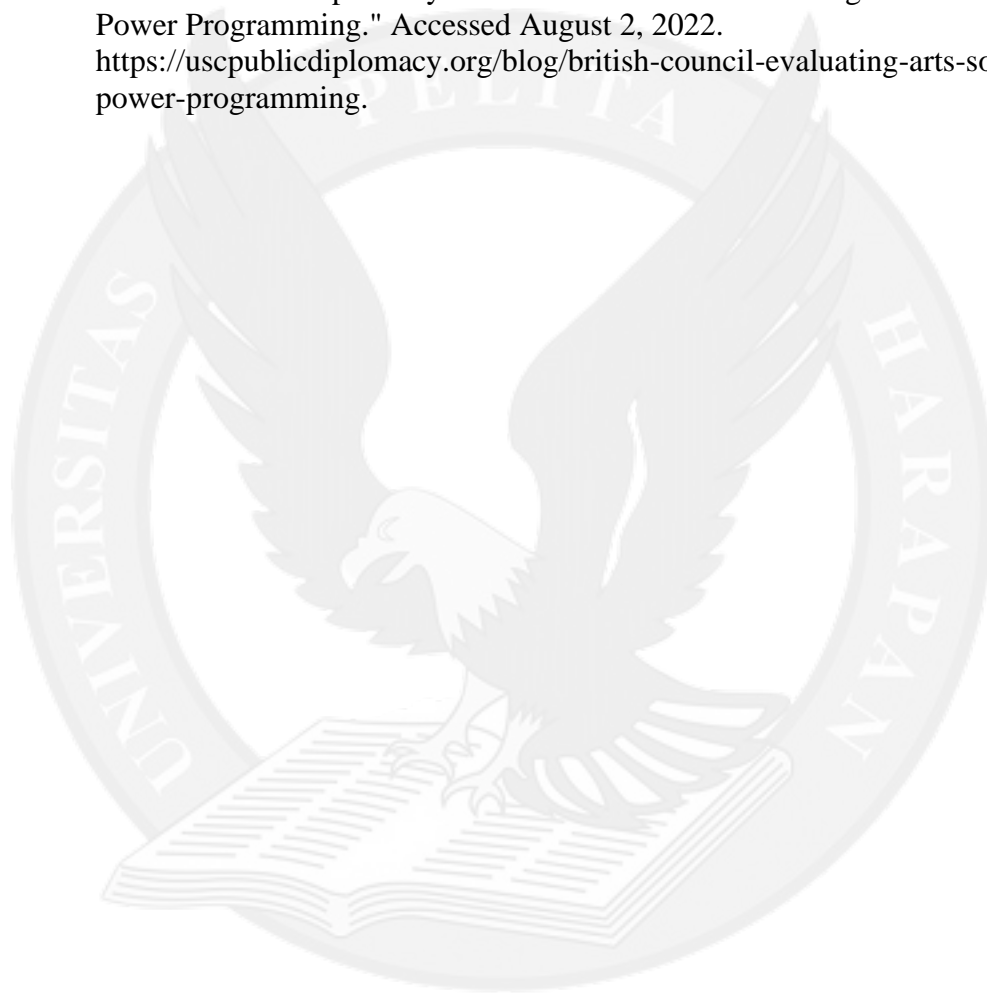 Power Programming." Accessed August 2, 2022.
https://uscpublicdiplomacy.org/blog/british-council-evaluating-arts-so
power-programming.
PELITA
UNIVERSITAS
HARAPAN